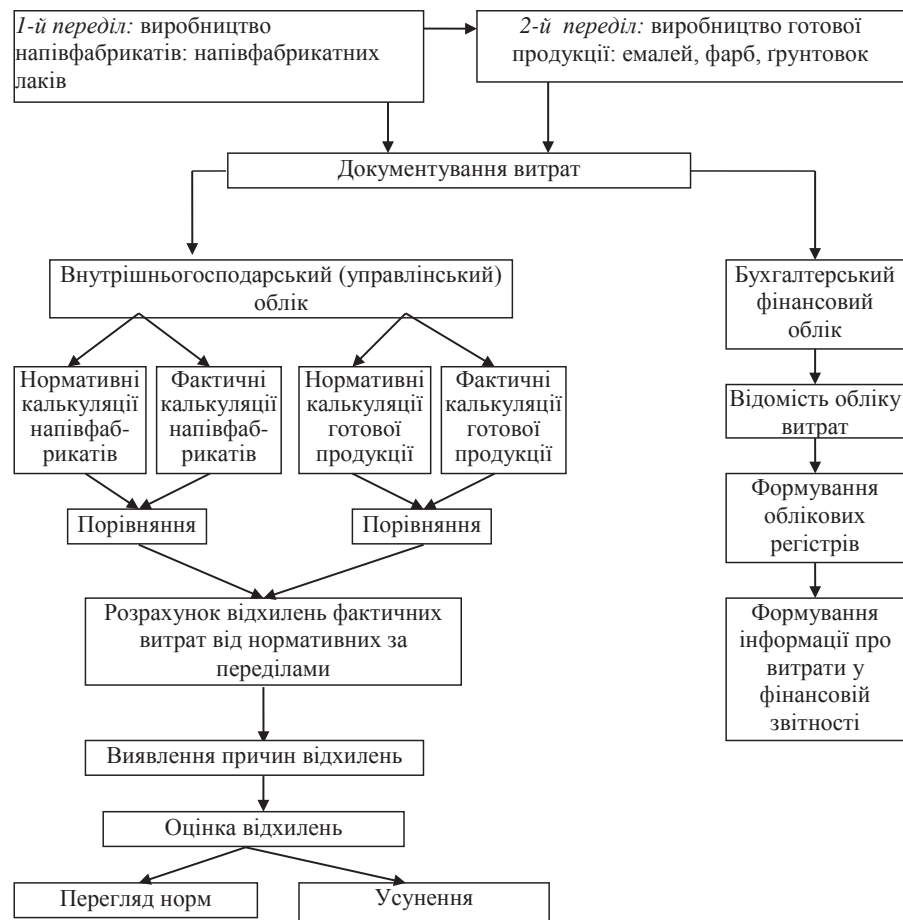 1-й переділ: виробництво
напівфабрикатів: напівфабрикатних
лаків
2-й переділ: виробництво готової
продукції: емалей, фарб, ґрунтовок
Документування витрат
Внутрішньогосподарський (управлінський)
облік
Бухгалтерський
фінансовий
облік
Нормативні
калькуляції
напівфаб-
рикатів
Фактичні
калькуляції
напівфаб-
рикатів
Нормативні
калькуляції
готової
продукції
Фактичні
калькуляції
готової
продукції
Відомість обліку
витрат
Порівняння
Порівняння
Формування
облікових
регістрів
Розрахунок відхилень фактичних
витрат від нормативних за
переділами
Формування
інформації про
витрати у
фінансовій
звітності
Виявлення причин відхилень
Оцінка відхилень
Перегляд норм
Усунення